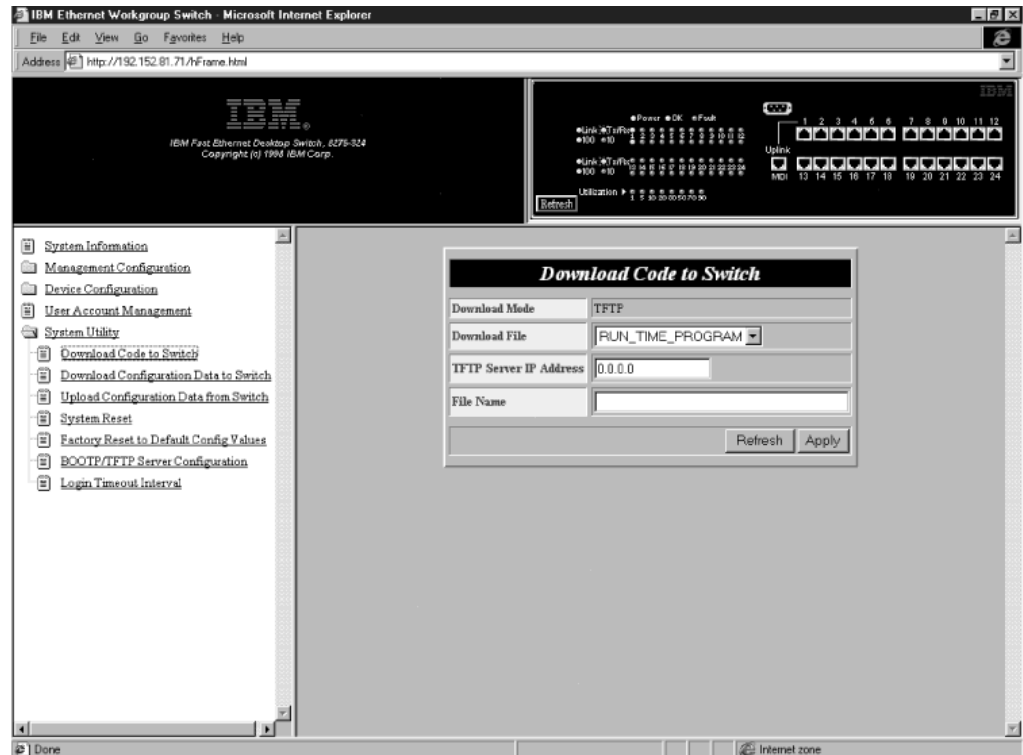 IBM Ethernet Workgroup Switch - Microsoft Internet Explorer
File Edit View Go Favorites Help
Address http://192.152.81.71/hFrame.html
IBM
IBM Fast Ethernet Desktop Switch, 8275-324
Copyright (c) 1998 IBM Corp.
IBM
Power OK Fault
Link Tx/Rx
100 10
1 2 3 4 5 6 7 8 9 10 11 12
Uplink
Link Tx/Rx
100 10
MDI 13 14 15 16 17 18 19 20 21 22 23 24
Utilization
Refresh
System Information
Management Configuration
Device Configuration
User Account Management
System Utility
Download Code to Switch
Download Configuration Data to Switch
Upload Configuration Data from Switch
System Reset
Factory Reset to Default Config Values
BOOTP/TFTP Server Configuration
Login Timeout Interval
Download Code to Switch
Download Mode TFTP
Download File RUN_TIME_PROGRAM
TFTP Server IP Address 0.0.0.0
File Name
Refresh Apply
Done Internet zone